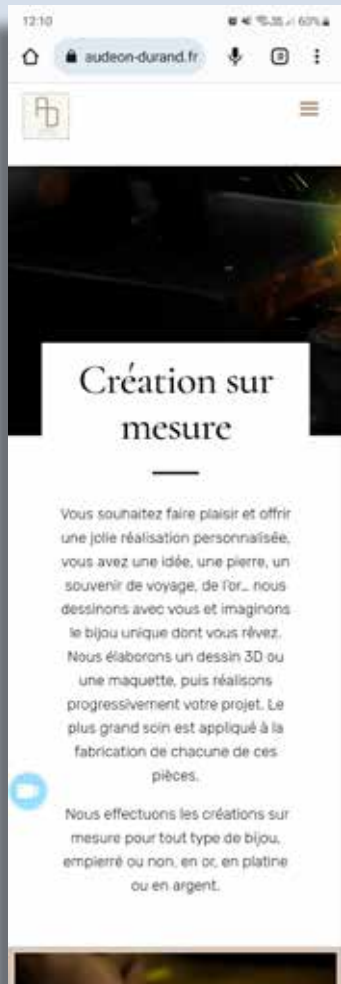 12:10
60%
audeon-durand.fr
AD
Création sur
mesure
Vous souhaitez faire plaisir et offrir
une jolie réalisation personnalisée,
vous avez une idée, une pierre, un
souvenir de voyage, de l'or... nous
dessinons avec vous et imaginons
le bijou unique dont vous rêvez.
Nous élaborons un dessin 3D ou
une maquette, puis réalisons
progressivement votre projet. Le
plus grand soin est appliqué à la
fabrication de chacune de ces
pièces.
Nous effectuons les créations sur
mesure pour tout type de bijou,
empierré ou non, en or, en platine
ou en argent.